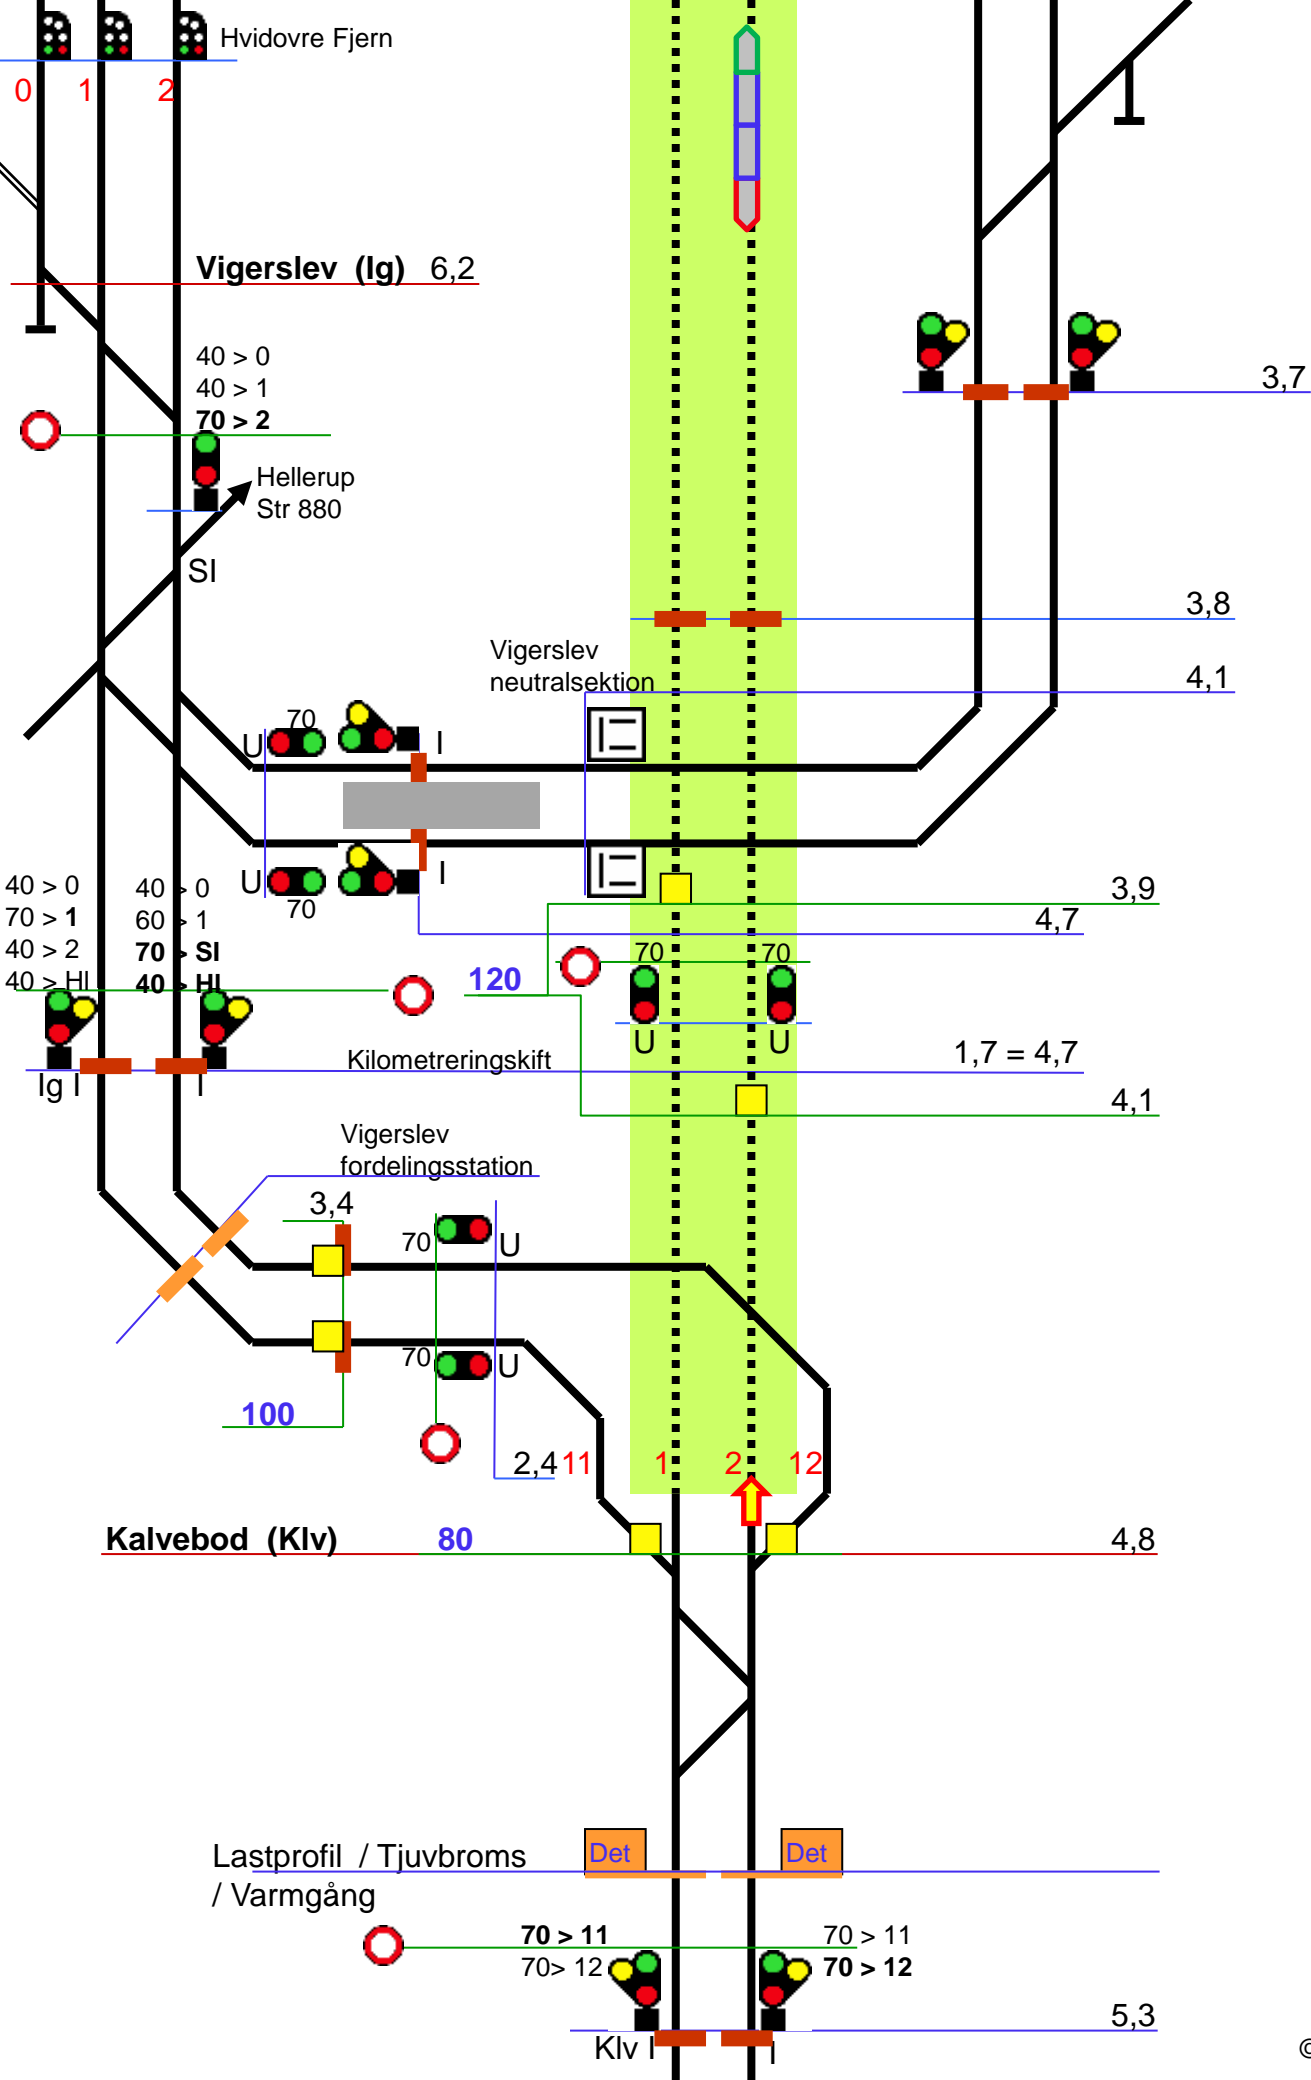 Hvidovre Fjern
0 1 2
Vigerslev (Ig) 6,2
40 > 0
40 > 1
70 > 2
3,7
Hellerup
Str 880
SI
3,8
Vigerslev
neutralsektion
4,1
70
U I
U I
70
40 > 0
70 > 1
40 > 2
40 > HI
40 > 0
60 > 1
70 > SI
40 > HI
3,9
4,7
120
70 70
U U
Ig I I
Kilometreringskift
1,7 = 4,7
4,1
Vigerslev
fordelingsstation
3,4
70 U
70 U
100
2,4 11 1 2 12
Kalvebod (Klv) 80 4,8
Lastprofil / Tjuvbroms
/ Varmgång
Det Det
70 > 11
70> 12
70 > 11
70 > 12
5,3
Klv I I
©